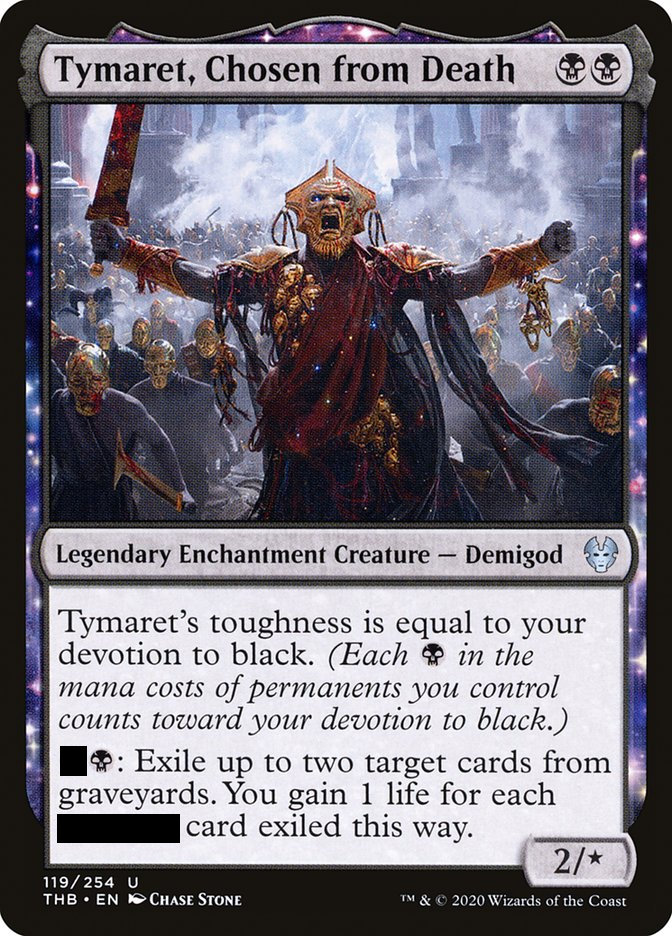 Tymaret, Chosen from Death
Legendary Enchantment Creature — Demigod
Tymaret's toughness is equal to your
devotion to black. (Each in the
mana costs of permanents you control
counts toward your devotion to black.)
: Exile up to two target cards from
graveyards. You gain 1 life for each
card exiled this way.
2/★
119/254 U
THB • EN Chase Stone
™ & © 2020 Wizards of the Coast